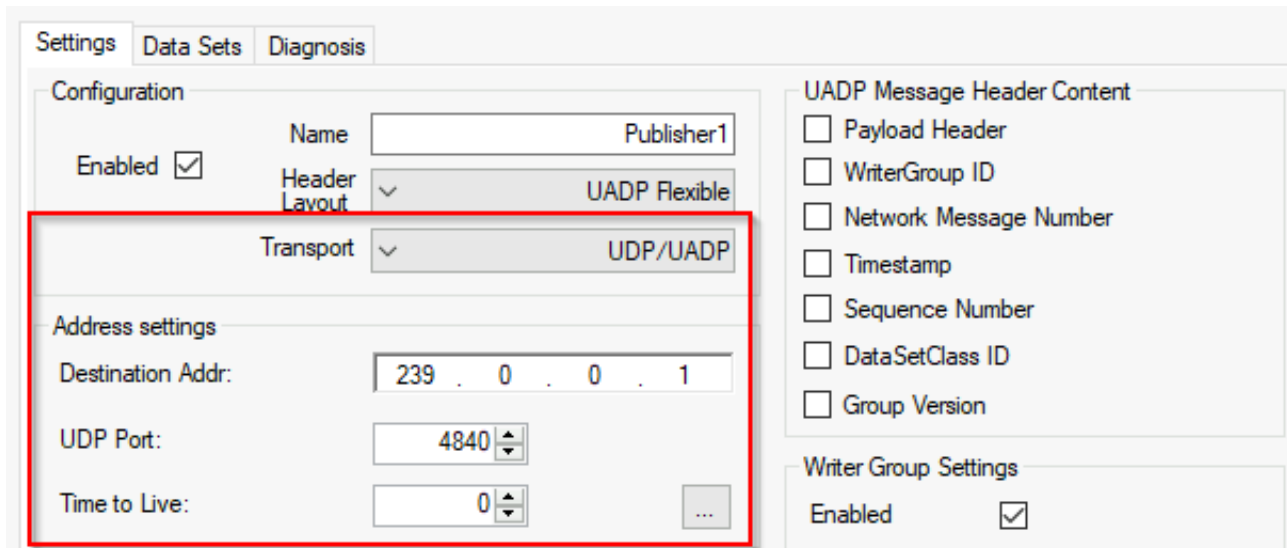 Settings Data Sets Diagnosis
Configuration
Name Publisher1
Enabled
Header Layout UADP Flexible
Transport UDP/UADP
Address settings
Destination Addr: 239 . 0 . 0 . 1
UDP Port: 4840
Time to Live: 0 ...
UADP Message Header Content
Payload Header
WriterGroup ID
Network Message Number
Timestamp
Sequence Number
DataSetClass ID
Group Version
Writer Group Settings
Enabled